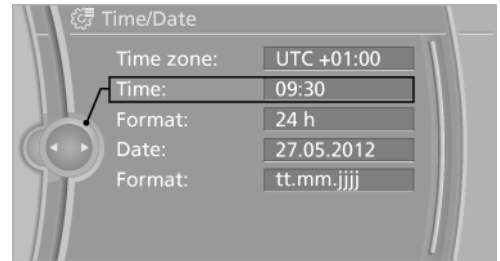 Time/Date
Time zone: UTC +01:00
Time: 09:30
Format: 24 h
Date: 27.05.2012
Format: tt.mm.jjjj